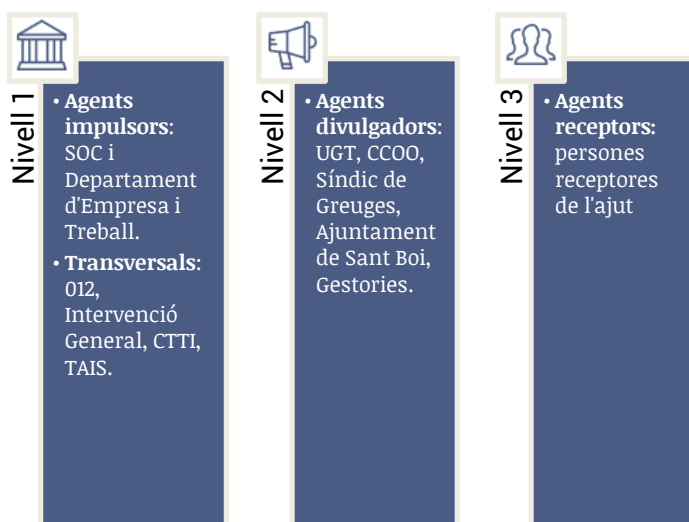 Nivell 1
• Agents
impulsors:
SOC i
Departament
d'Empresa i
Treball.
• Transversals:
012,
Intervenció
General, CTTI,
TAIS.
Nivell 2
• Agents
divulgadors:
UGT, CCOO,
Síndic de
Greuges,
Ajuntament
de Sant Boi,
Gestories.
Nivell 3
• Agents
receptors:
persones
receptores
de l'ajut